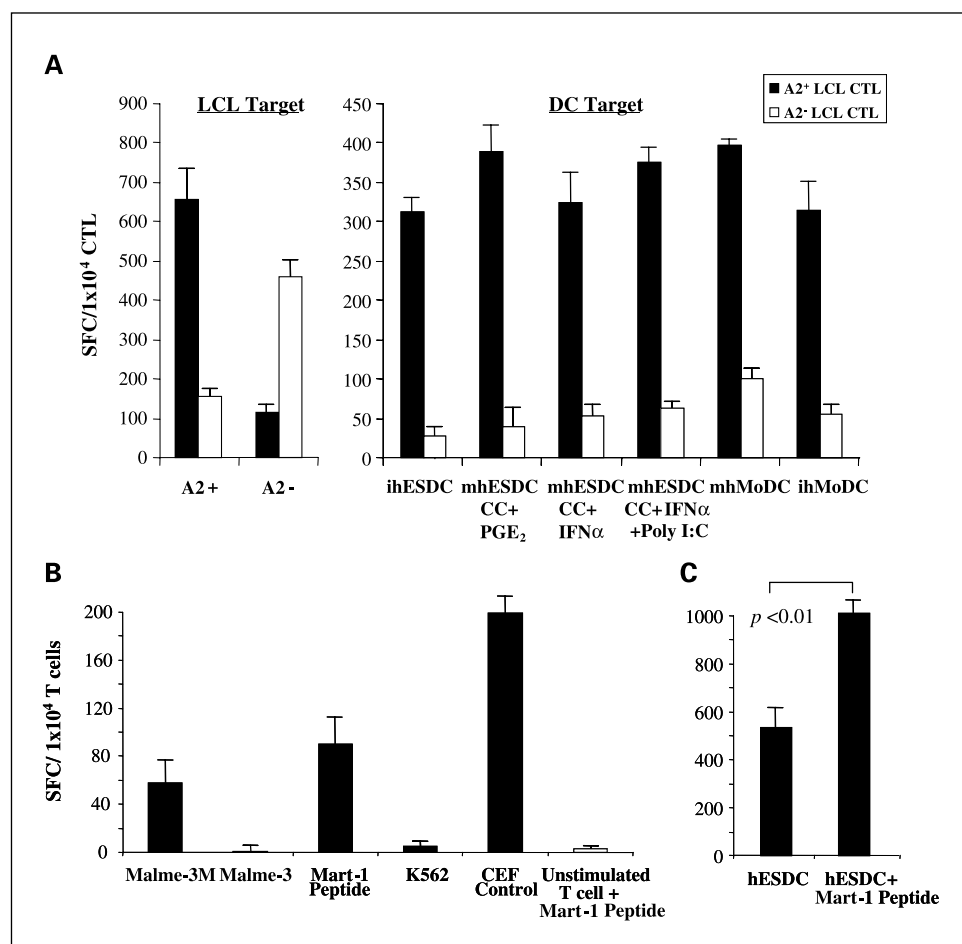 A
LCL Target
DC Target
A2⁺ LCL CTL
A2⁻ LCL CTL
SFC/1x10⁴ CTL
900
800
700
600
500
400
300
200
100
0
A2+
A2-
450
400
350
300
250
200
150
100
50
0
ihESDC
mhESDC
CC+
PGE₂
mhESDC
CC+
IFNα
mhESDC
CC+IFNα
+Poly I:C
mhMoDC
ihMoDC
B
SFC/ 1x10⁴ T cells
200
160
120
80
40
0
Malme-3M
Malme-3
Mart-1
Peptide
K562
CEF
Control
Unstimulated
T cell +
Mart-1 Peptide
C
p <0.01
1000
800
600
400
200
0
hESDC
hESDC+
Mart-1 Peptide